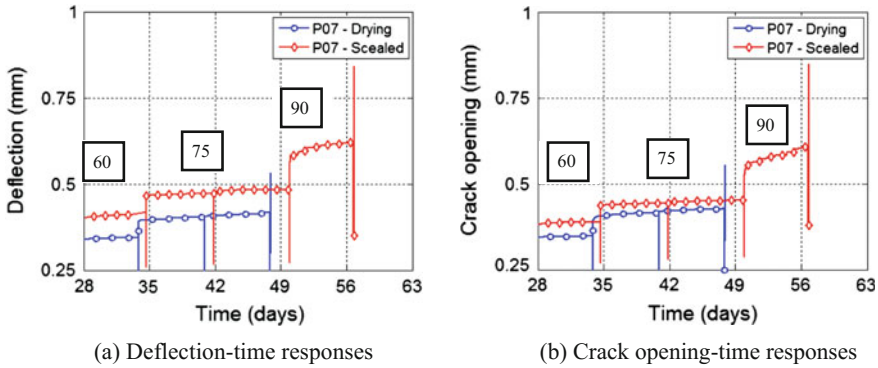 1
P07 - Drying
P07 - Scealed
0.75
90
75
60
0.5
0.25
28 35 42 49 56 63
Deflection (mm)
Time (days)
(a) Deflection-time responses
1
P07 - Drying
P07 - Scealed
0.75
90
75
60
0.5
0.25
28 35 42 49 56 63
Crack opening (mm)
Time (days)
(b) Crack opening-time responses